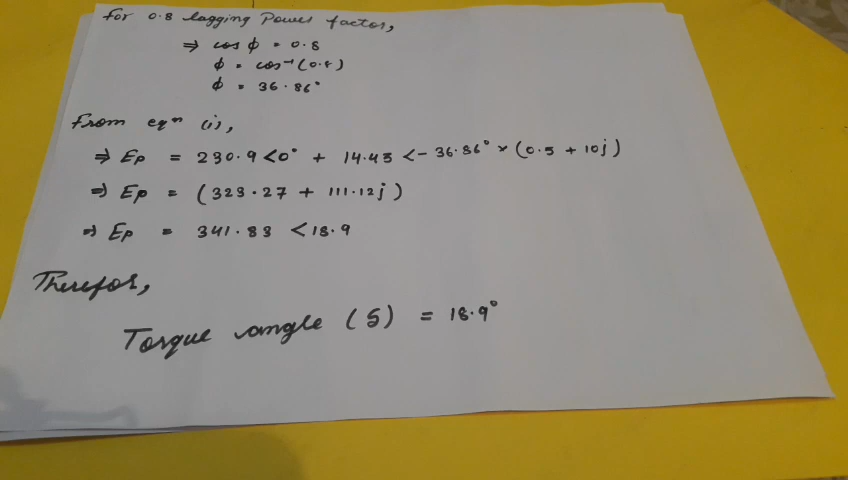 For 0.8 lagging Power factor,
⇒ cos ϕ = 0.8
ϕ = cos⁻¹(0.8)
ϕ = 36.86°
From eqⁿ (i),
⇒ Ep = 230.9 <0° + 14.43 <-36.86° × (0.5 + 10j)
⇒ Ep = (323.27 + 111.12j)
⇒ Ep = 341.83 <18.9
Therefor,
Torque angle (δ) = 18.9°